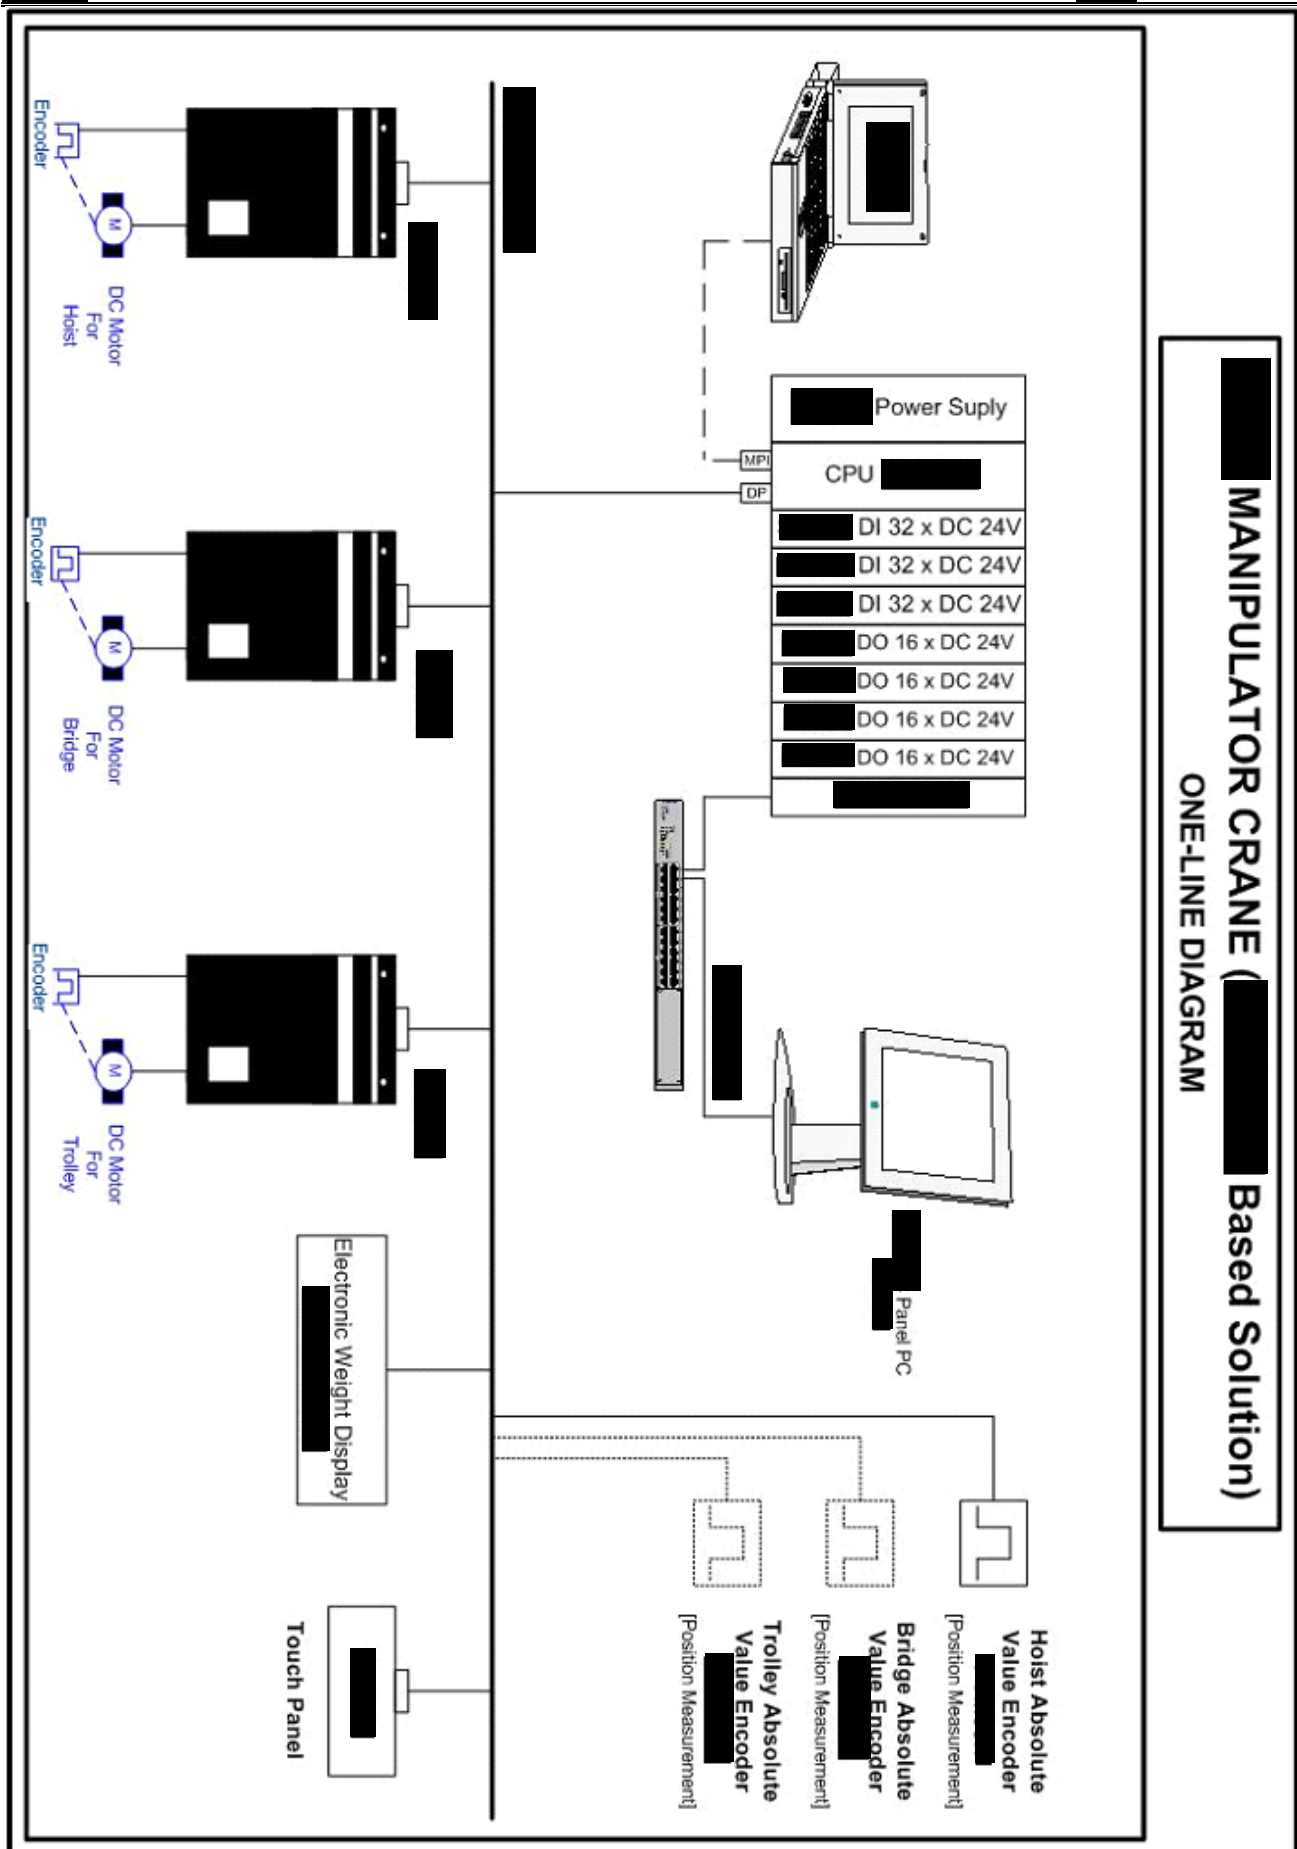 MANIPULATOR CRANE (
Based Solution)
ONE-LINE DIAGRAM
Power Suply
CPU
MPI
DP
DI 32 x DC 24V
DI 32 x DC 24V
DI 32 x DC 24V
DO 16 x DC 24V
DO 16 x DC 24V
DO 16 x DC 24V
DO 16 x DC 24V
Panel PC
Hoist Absolute
Value Encoder
[Position Measurement]
Bridge Absolute
Value Encoder
[Position Measurement]
Trolley Absolute
Value Encoder
[Position Measurement]
M
Encoder
DC Motor
For
Hoist
M
Encoder
DC Motor
For
Bridge
M
Encoder
DC Motor
For
Trolley
Electronic Weight Display
Touch Panel